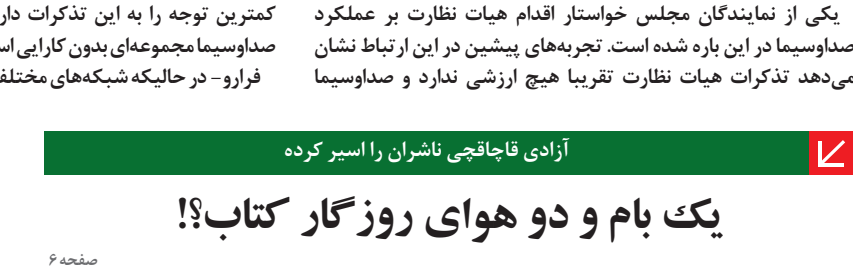 یکی از نمایندگان مجلس خواستار اقدام هیات نظارت بر عملکرد
صداوسیما در این باره شده است. تجربه‌های پیشین در این ارتباط نشان
می‌دهد تذکرات هیات نظارت تقریبا هیچ ارزشی ندارد و صداوسیما
کمترین توجه را به این تذکرات
صداوسیما مجموعه‌ای بدون کارایی
فرارو- در حالیکه شبکه‌های
آزادی قاچاقچی ناشران را اسیر کرده
یک بام و دو هوای روزگار کتاب؟!
صفحه ۶